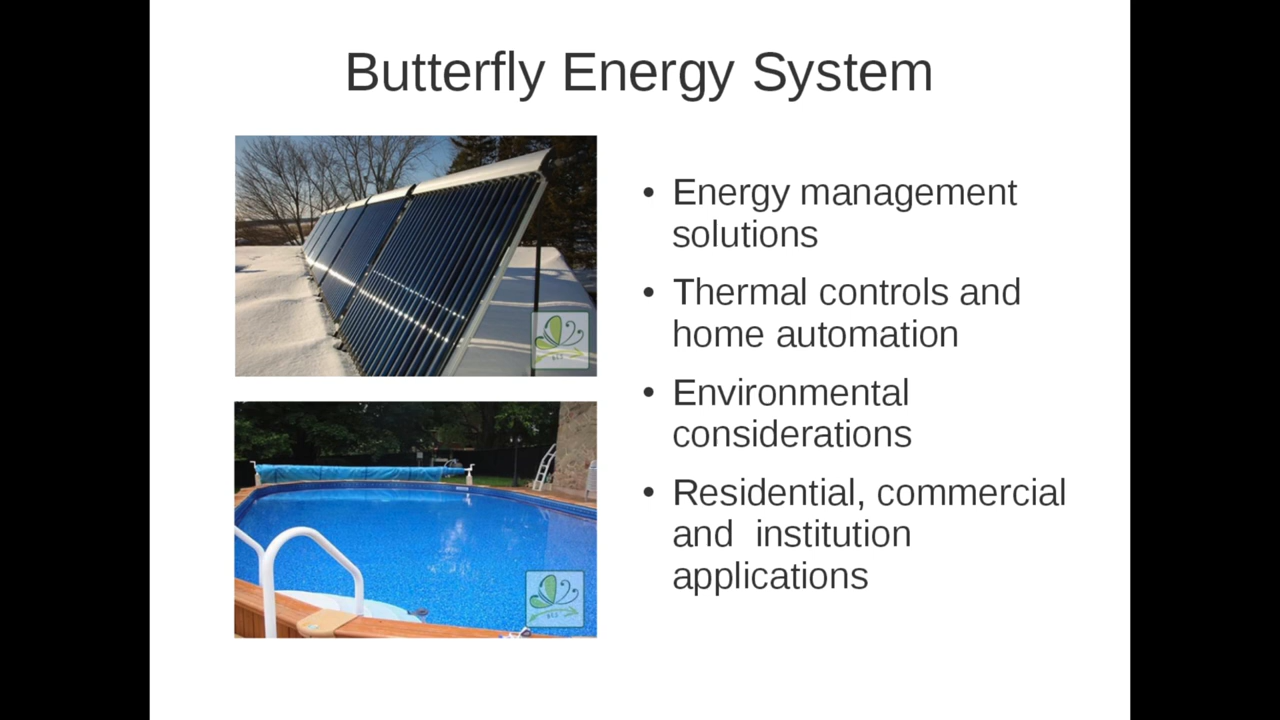 Butterfly Energy System
• Energy management
solutions
• Thermal controls and
home automation
• Environmental
considerations
• Residential, commercial
and  institution
applications